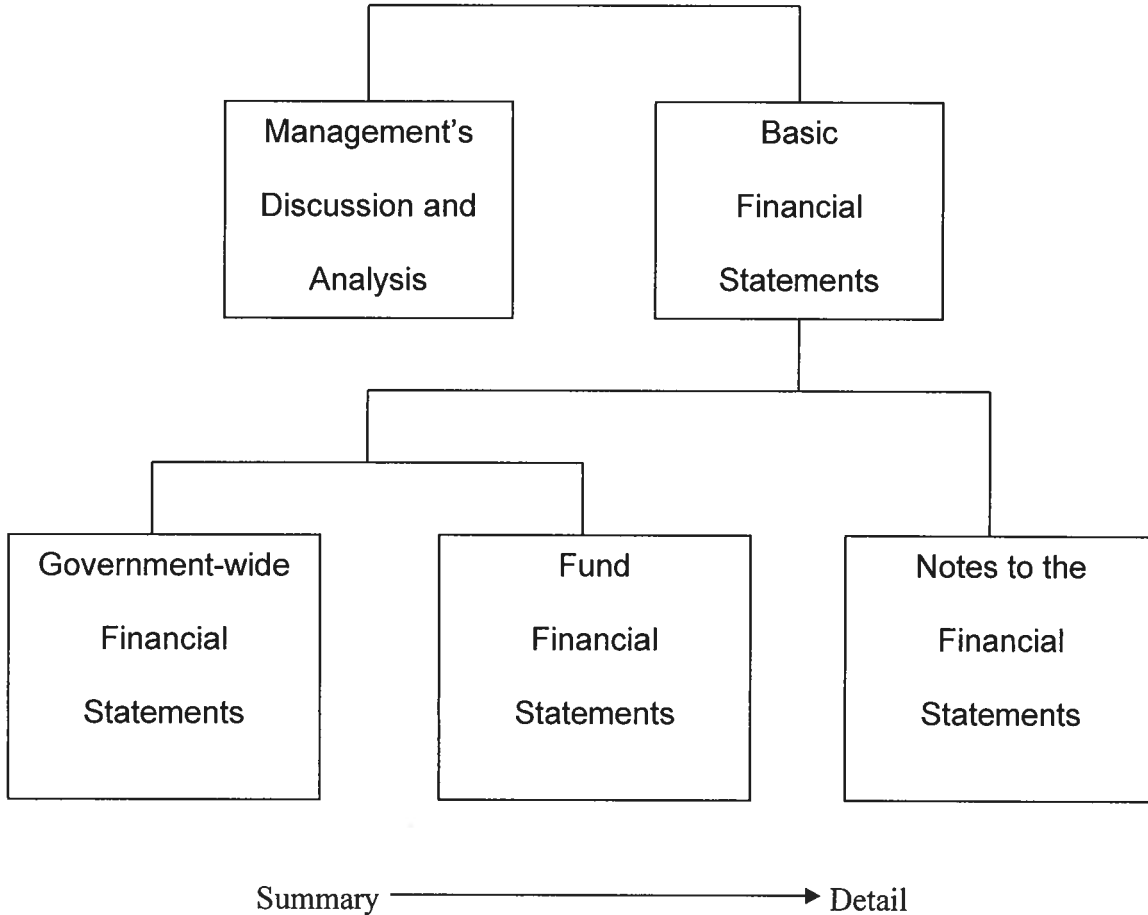 Management’s
Discussion and
Analysis
Basic
Financial
Statements
Government-wide
Financial
Statements
Fund
Financial
Statements
Notes to the
Financial
Statements
Summary
Detail